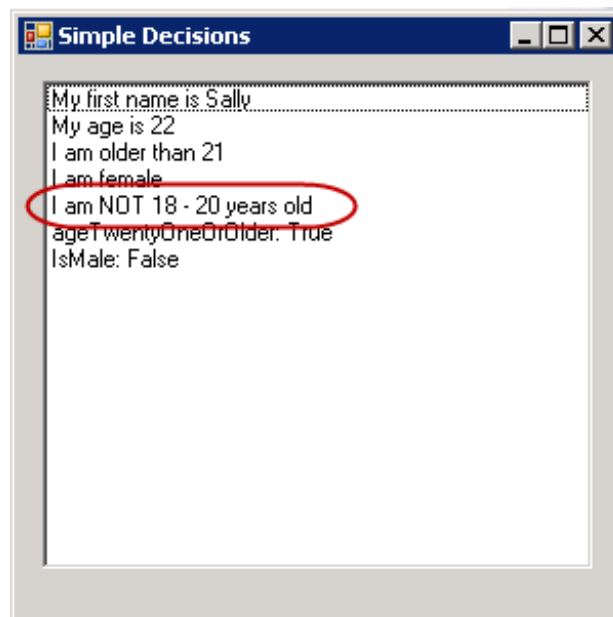 Simple Decisions
My first name is Sally
My age is 22
I am older than 21
I am female
I am NOT 18 - 20 years old
ageTwentyOneOrOlder: True
IsMale: False